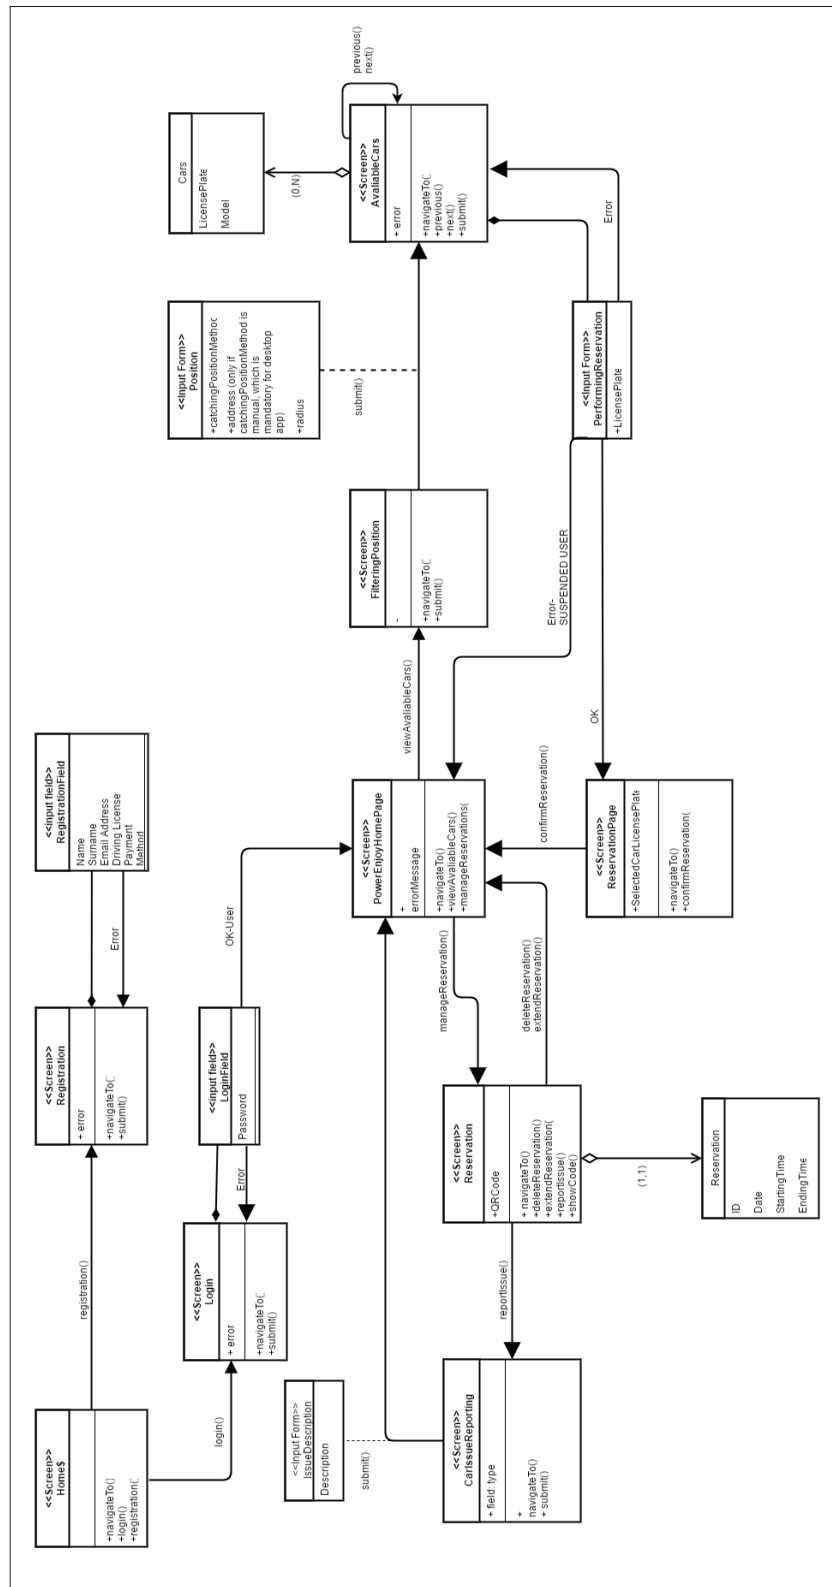 <<Screen>>
Home$
+navigateTo()
+login()
+registration(
registration()
login()
<<Screen>>
Registration
+ error
+navigateTo(
+submit()
Error
<<input field>>
RegistrationField
Name
Surname
Email Address
Driving License
Payment
Method
<<Screen>>
Login
+ error
+navigateTo(
+submit()
Error
<<input field>>
LoginField
Password
OK-User
<<Input Form>>
IssueDescription
Description
submit()
<<Screen>>
CarIssueReporting
+ field: type
+
navigateTo()
+ submit()
reportIssue()
<<Screen>>
Reservation
+QRCode
+ navigateTo()
+deleteReservation()
+extendReservation(
+reportIssue()
+showCode()
(1,1)
Reservation
ID
Date
StartingTime
EndingTime
manageReservation()
deleteReservation()
extendReservation()
<<Screen>>
PowerEnjoyHomePage
+
errorMessage
+navigateTo()
+viewAvaliableCars()
+manageReservations(
confirmReservation()
<<Screen>>
ReservationPage
+SelectedCarLicensePlate
+navigateTo()
+confirmReservation(
viewAvaliableCars()
OK
Error-
SUSPENDED USER
<<Screen>>
FilteringPosition
-
+navigateTo(
+submit()
submit()
<<Input Form>>
Position
+catchingPositionMethod
+address (only if
catchingPositionMethod is
manual, which is
mandatory for desktop
app)
+radius
<<Input Form>>
PerformingReservation
+LicensePlate
Error
<<Screen>>
AvaliableCars
+ error
+navigateTo(
+previous()
+next()
+submit()
previous()
next()
(0,N)
Cars
LicensePlate
Model